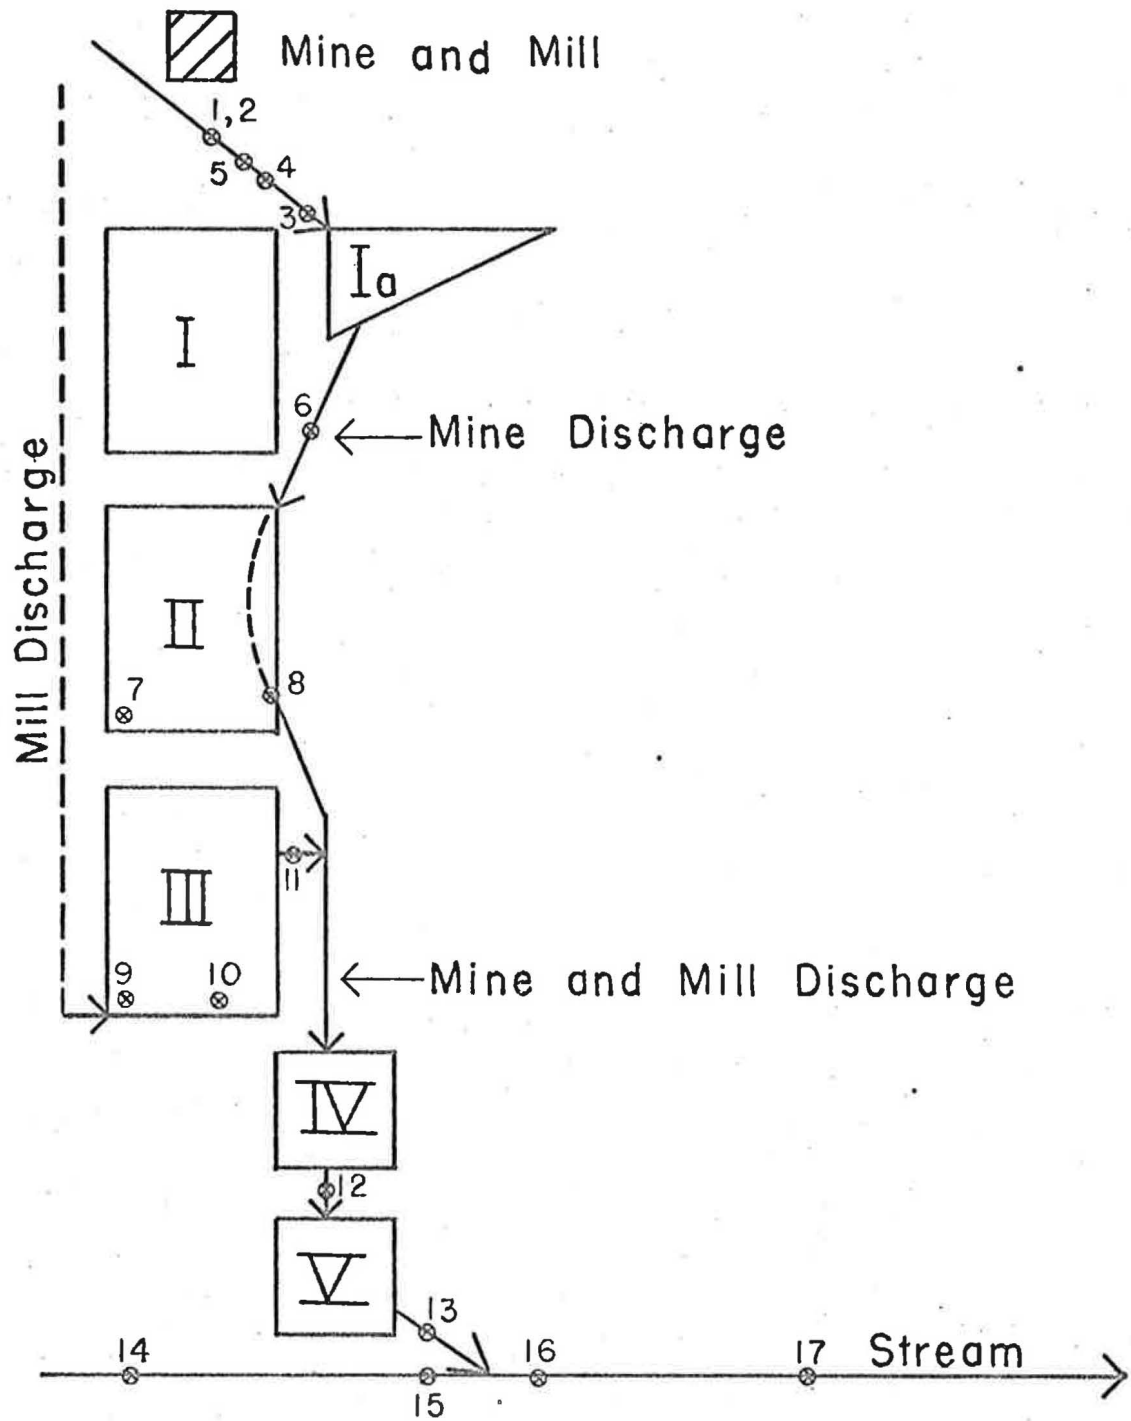 Mine and Mill
1,2
5
4
3
Ia
I
6
Mine Discharge
Mill Discharge
II
7
8
III
11
9
10
Mine and Mill Discharge
IV
12
V
13
14
15
16
17
Stream